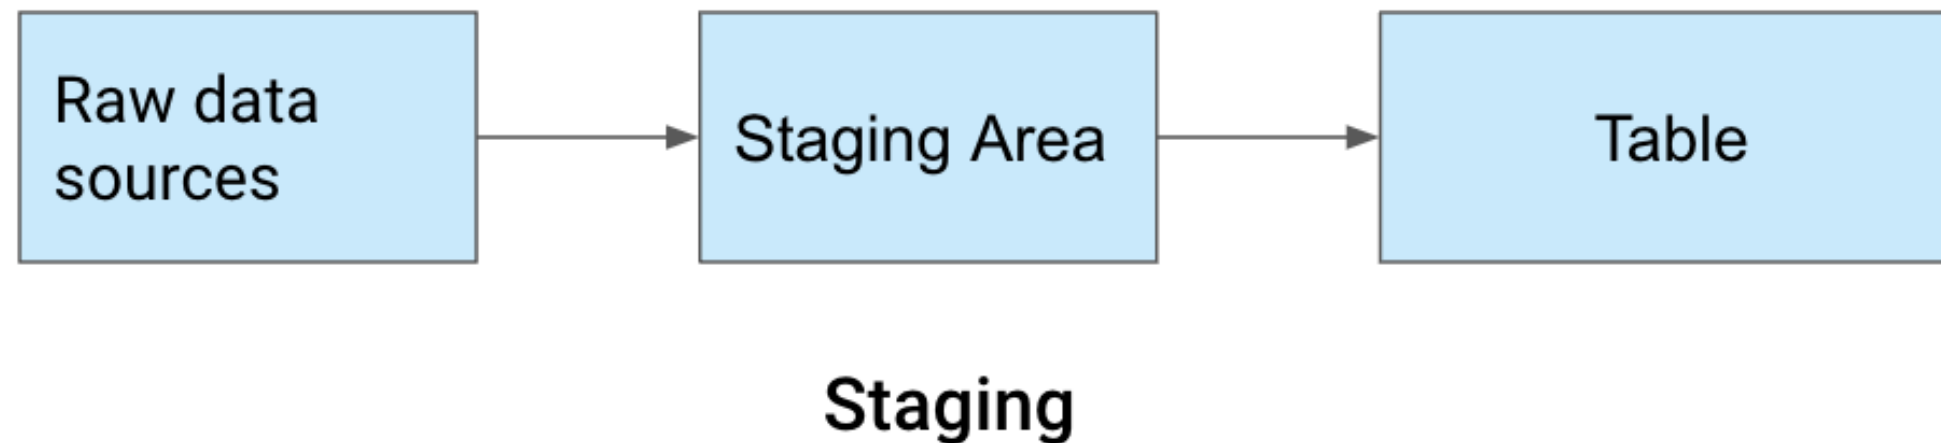 Raw data
sources
Staging Area
Table
Staging